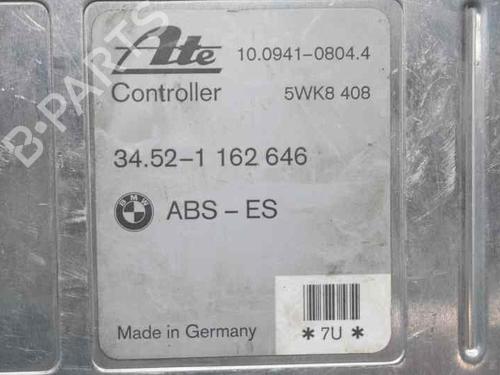 Ate 10.0941-0804.4
Controller 5WK8 408
34.52-1 162 646
BMW ABS - ES
Made in Germany * 7U *
B-PARTS